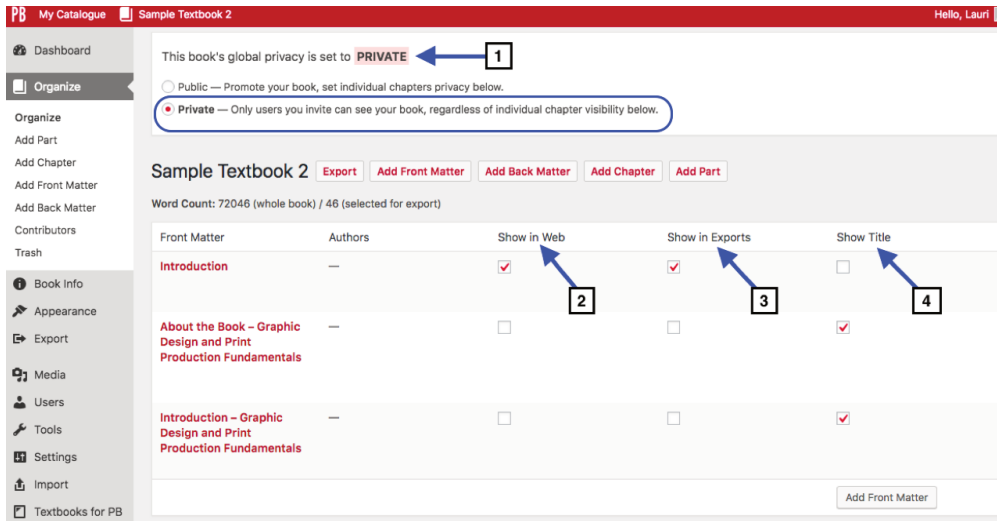 PB My Catalogue Sample Textbook 2 Hello, Lauri
Dashboard
Organize
Organize
Add Part
Add Chapter
Add Front Matter
Add Back Matter
Contributors
Trash
Book Info
Appearance
Export
Media
Users
Tools
Settings
Import
Textbooks for PB
This book's global privacy is set to PRIVATE 1
Public — Promote your book, set individual chapters privacy below.
Private — Only users you invite can see your book, regardless of individual chapter visibility below.
Sample Textbook 2 Export Add Front Matter Add Back Matter Add Chapter Add Part
Word Count: 72046 (whole book) / 46 (selected for export)
Front Matter Authors Show in Web Show in Exports Show Title
Introduction —
2 3 4
About the Book – Graphic —
Design and Print
Production Fundamentals
Introduction – Graphic —
Design and Print
Production Fundamentals
Add Front Matter